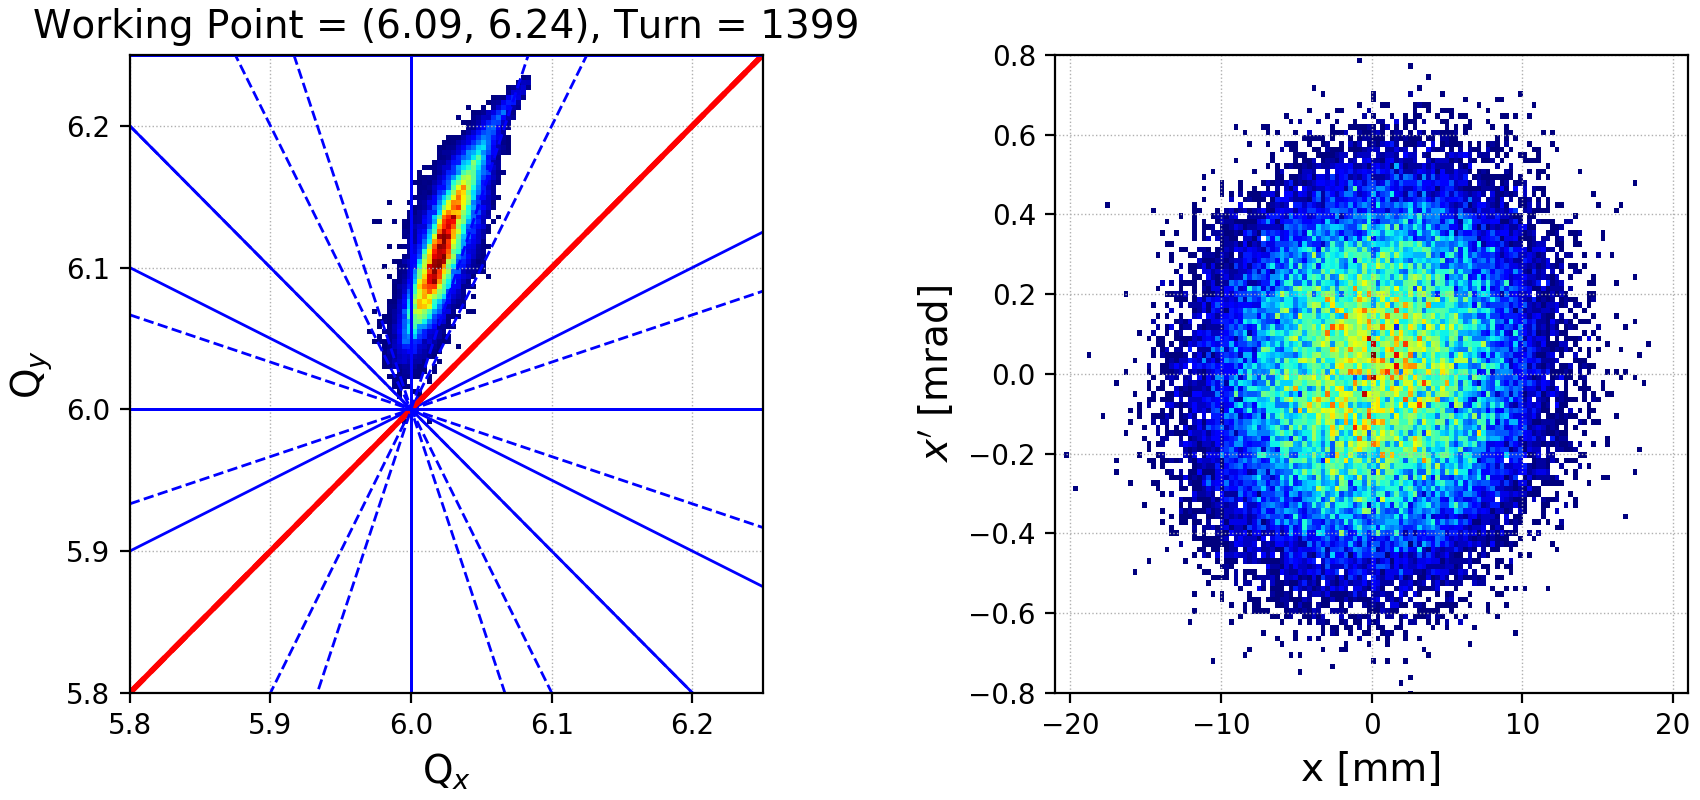 Working Point = (6.09, 6.24), Turn = 1399
6.2
6.1
6.0
5.9
5.8
Q_y
5.8 5.9 6.0 6.1 6.2
Q_x
0.8
0.6
0.4
0.2
0.0
−0.2
−0.4
−0.6
−0.8
x′ [mrad]
−20 −10 0 10 20
x [mm]